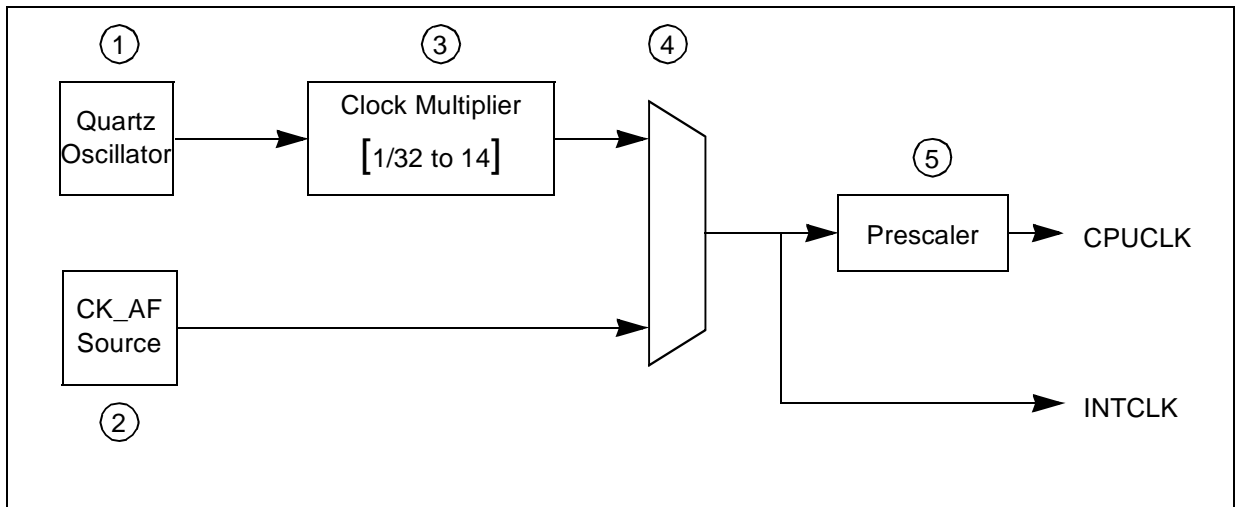 1
3
4
Quartz
Oscillator
Clock Multiplier
[1/32 to 14]
5
Prescaler
CPUCLK
CK_AF
Source
2
INTCLK